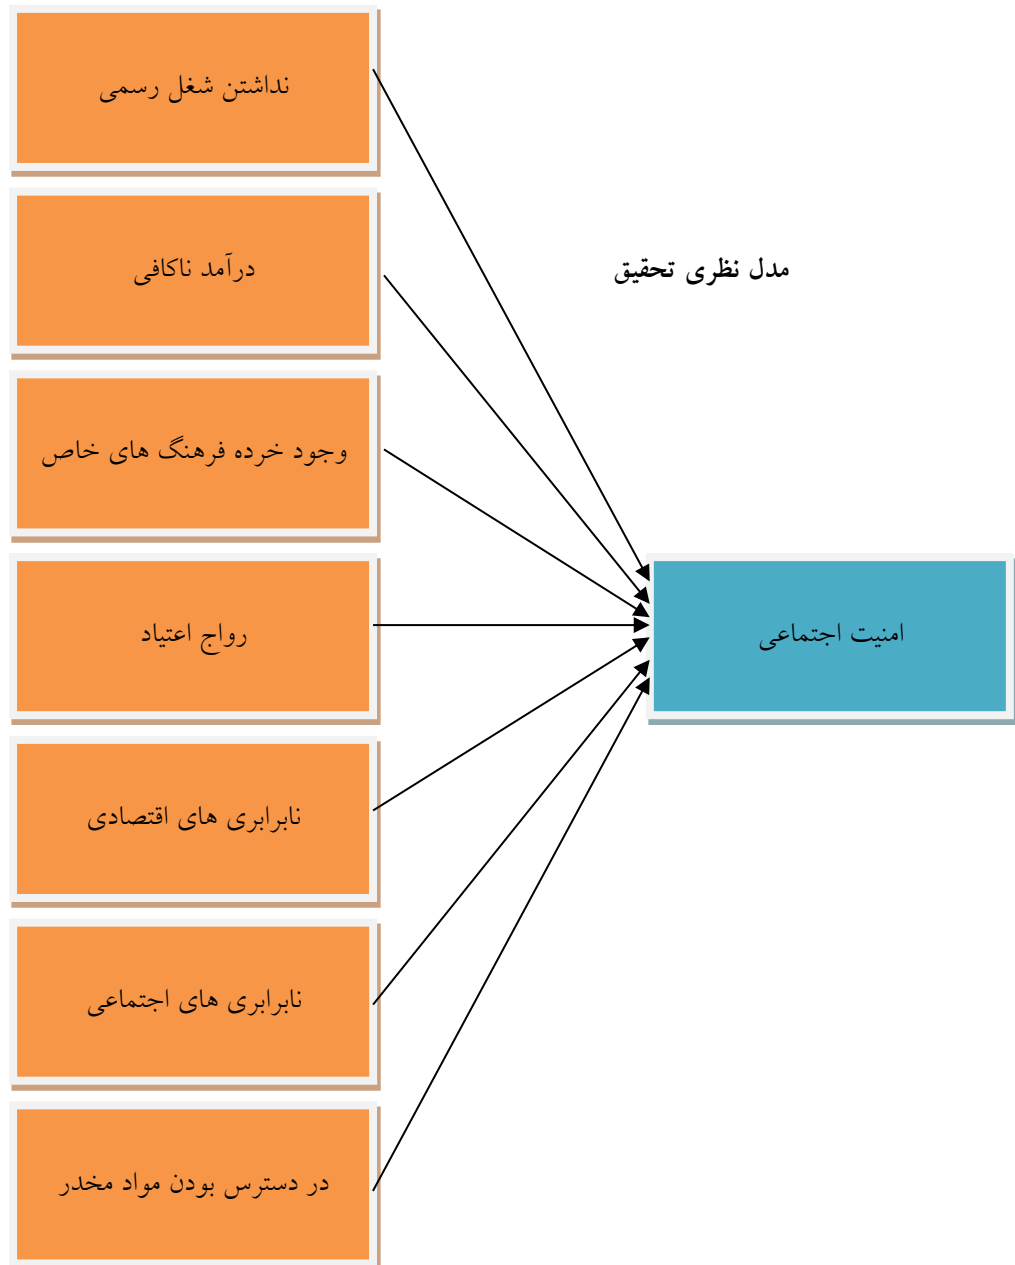 نداشتن شغل رسمی
درآمد ناکافی
مدل نظری تحقیق
وجود خرده فرهنگ های خاص
رواج اعتیاد
امنیت اجتماعی
نابرابری های اقتصادی
نابرابری های اجتماعی
در دسترس بودن مواد مخدر